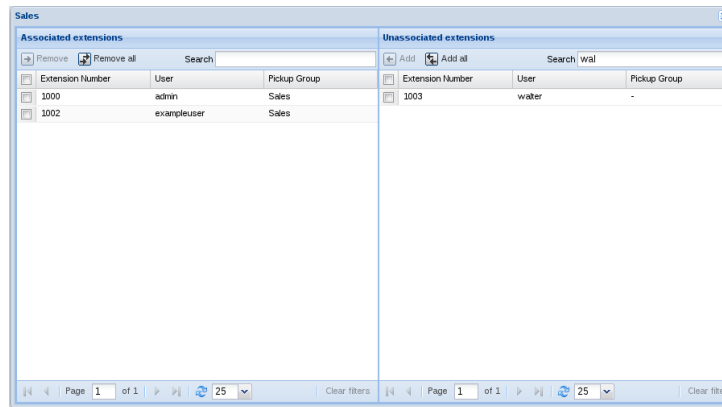 Sales
Associated extensions
Remove Remove all Search
Extension Number User Pickup Group
1000 admin Sales
1002 exampleuser Sales
Page 1 of 1 25 Clear filters
Unassociated extensions
Add Add all Search wal
Extension Number User Pickup Group
1003 walter -
Page 1 of 1 25 Clear filte